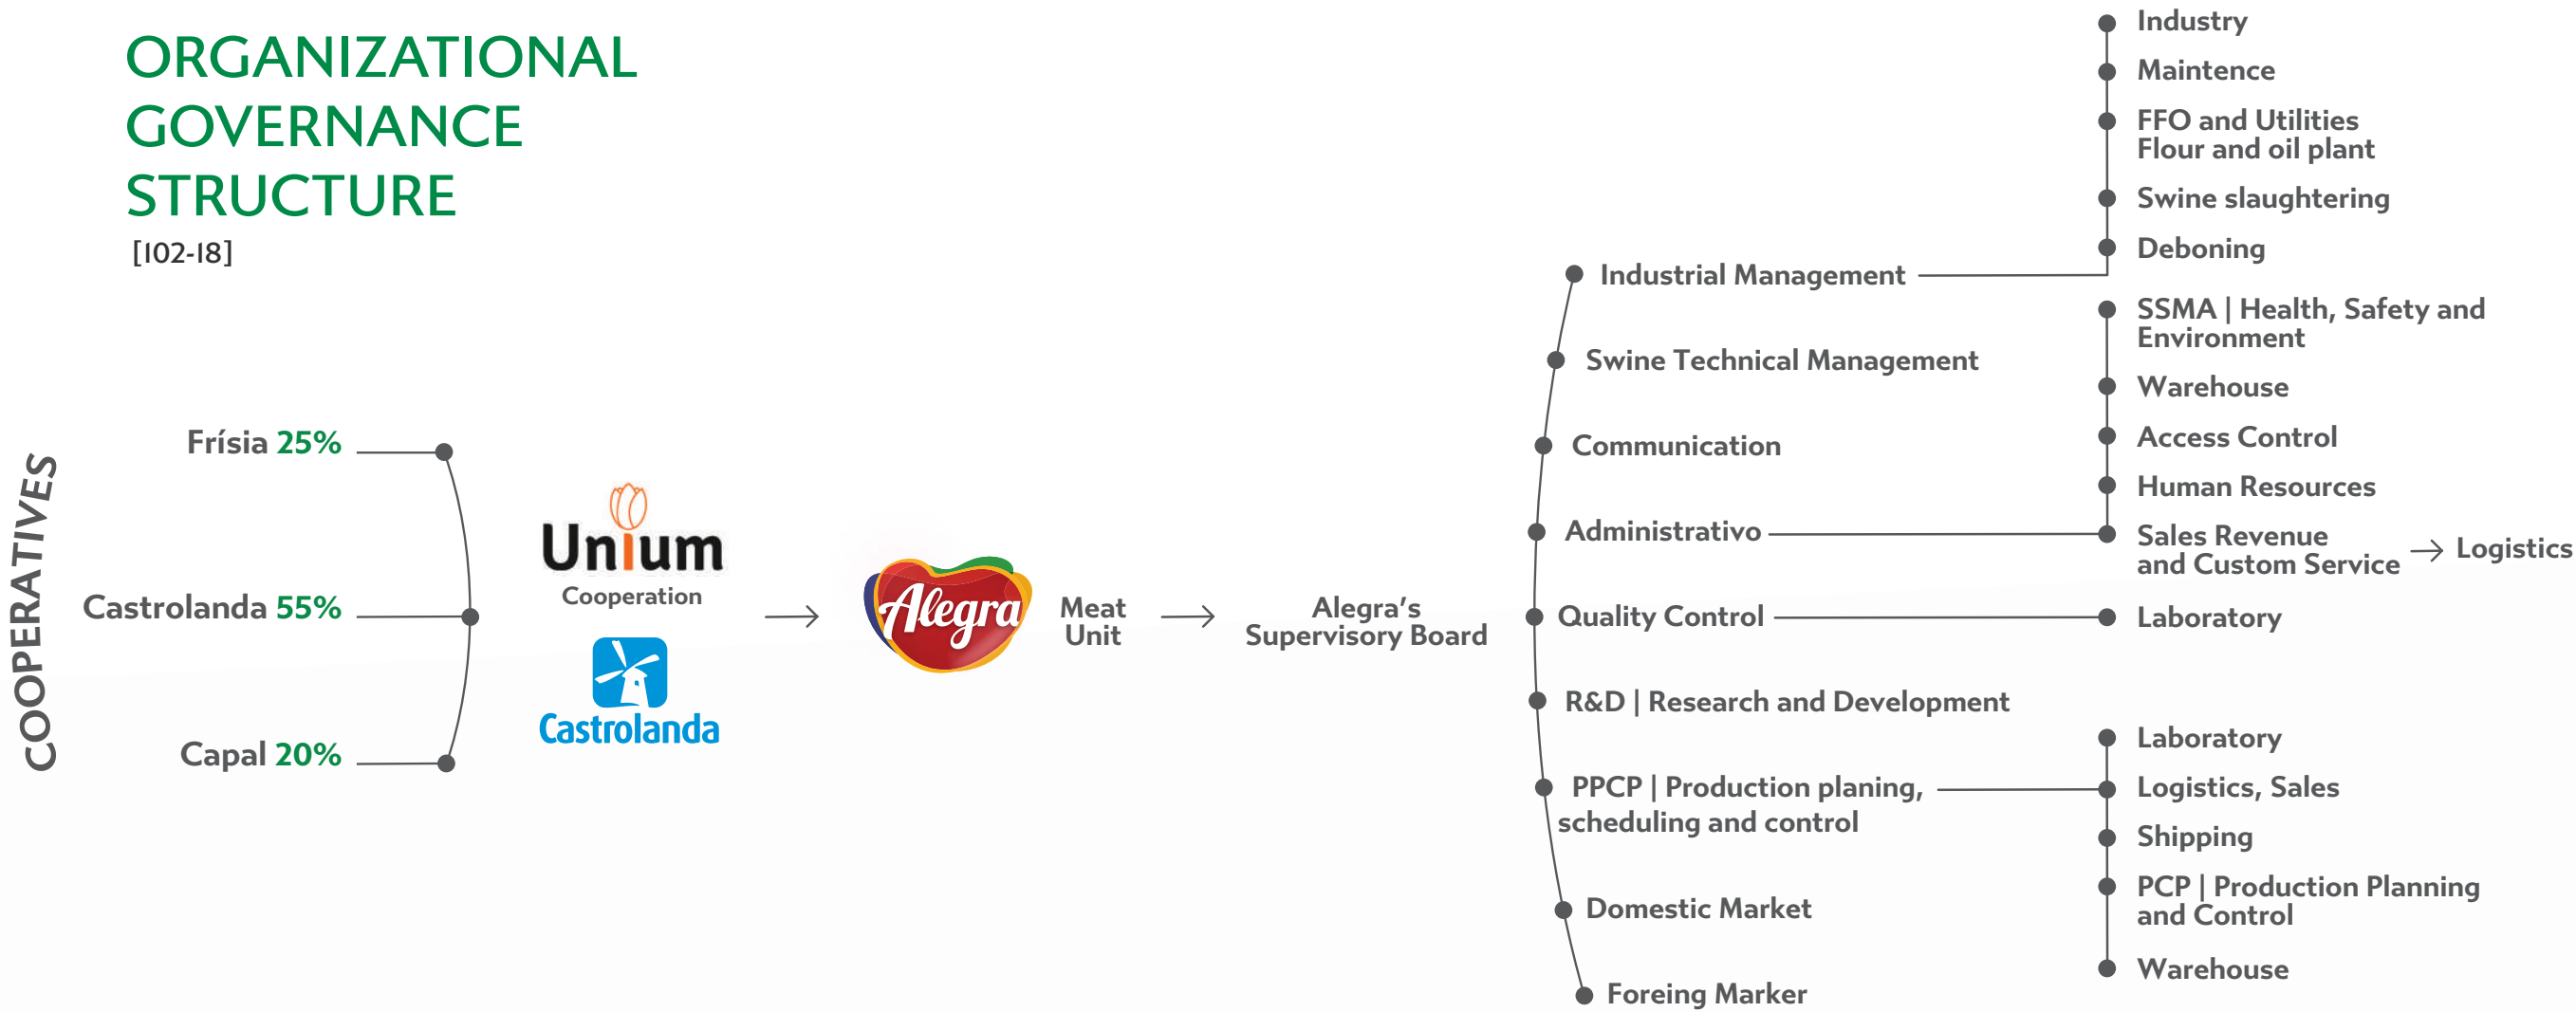 ORGANIZATIONAL
GOVERNANCE
STRUCTURE
[102-18]
COOPERATIVES
Frísia 25%
Castrolanda 55%
Capal 20%
Unium
Cooperation
Castrolanda
Alegra
Meat
Unit
Alegra's
Supervisory Board
Industrial Management
Swine Technical Management
Communication
Administrativo
Quality Control
R&D | Research and Development
PPCP | Production planing,
scheduling and control
Domestic Market
Foreing Marker
Industry
Maintence
FFO and Utilities
Flour and oil plant
Swine slaughtering
Deboning
SSMA | Health, Safety and
Environment
Warehouse
Access Control
Human Resources
Sales Revenue
and Custom Service
Logistics
Laboratory
Laboratory
Logistics, Sales
Shipping
PCP | Production Planning
and Control
Warehouse